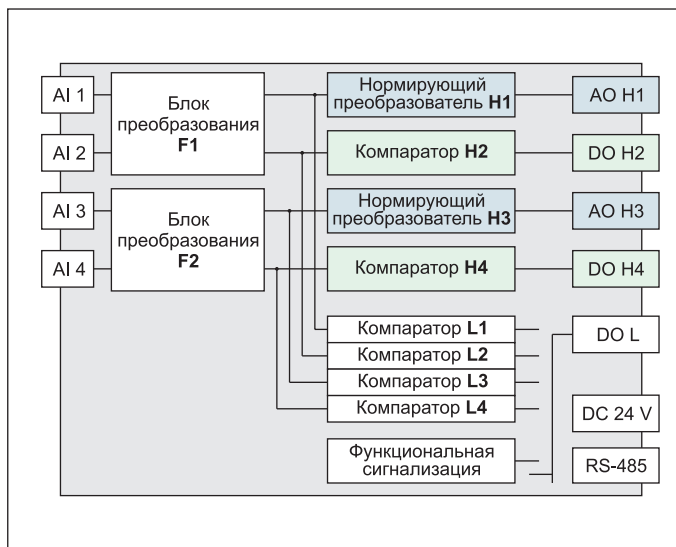 AI 1
Блок
преобразования
F1
Нормирующий
преобразователь H1
AO H1
AI 2
Компаратор H2
DO H2
AI 3
Блок
преобразования
F2
Нормирующий
преобразователь H3
AO H3
AI 4
Компаратор H4
DO H4
Компаратор L1
DO L
Компаратор L2
Компаратор L3
Компаратор L4
DC 24 V
Функциональная
сигнализация
RS-485